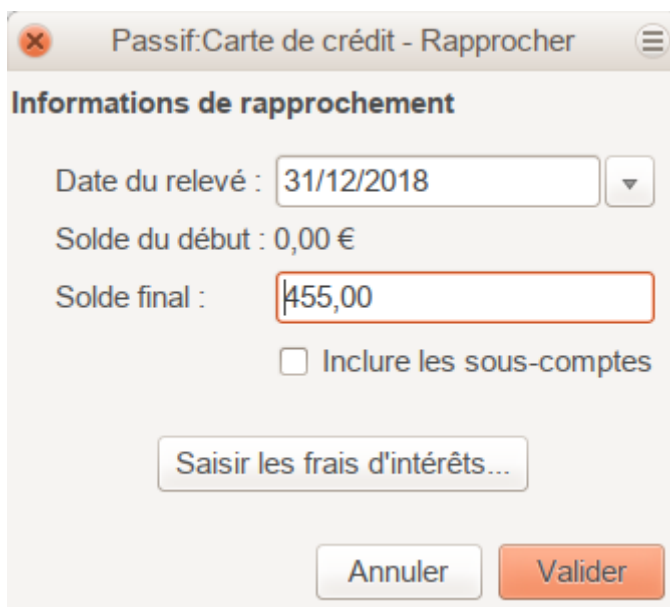 Passif:Carte de crédit - Rapprocher
Informations de rapprochement
Date du relevé : 31/12/2018
Solde du début : 0,00 €
Solde final : 455,00
Inclure les sous-comptes
Saisir les frais d'intérêts...
Annuler Valider